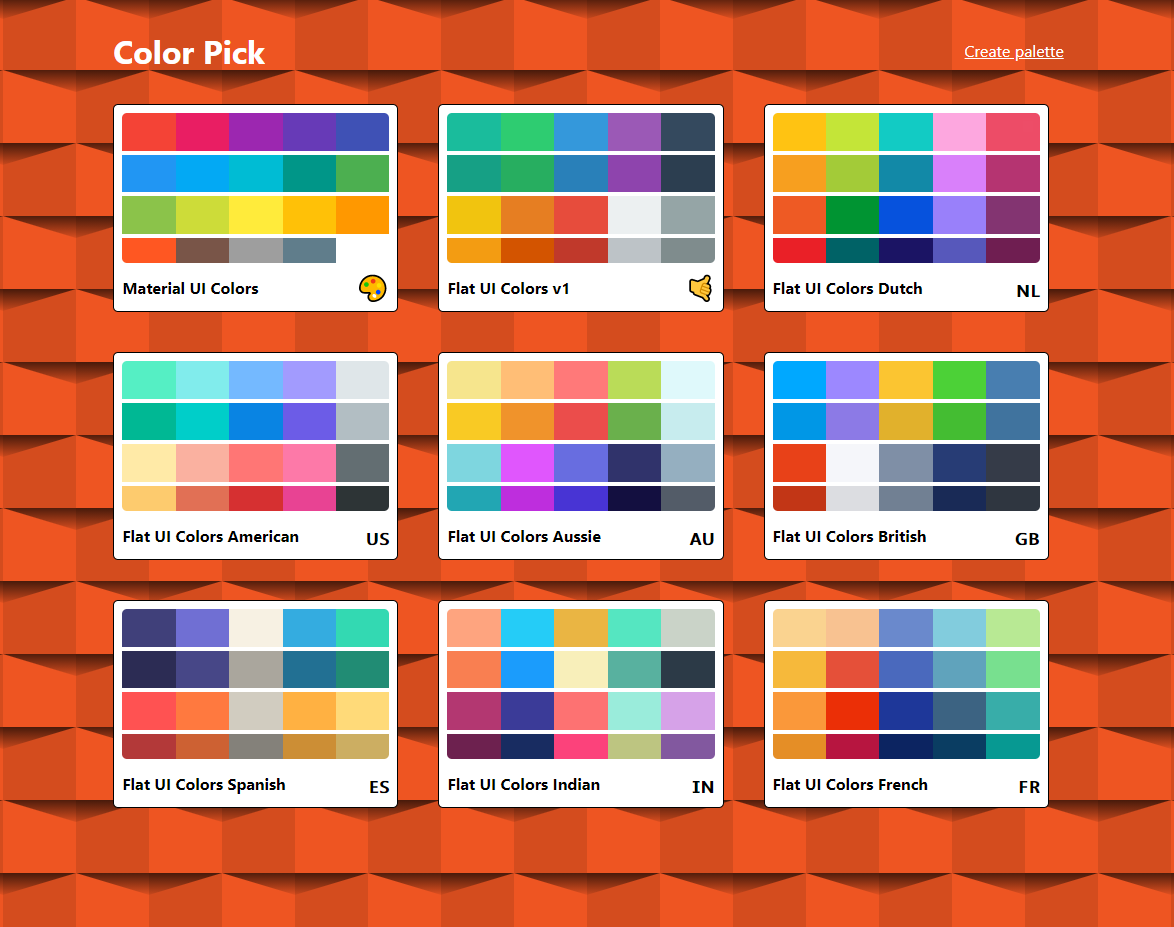 Color Pick
Create palette
Material UI Colors
Flat UI Colors v1
Flat UI Colors Dutch
NL
Flat UI Colors American
US
Flat UI Colors Aussie
AU
Flat UI Colors British
GB
Flat UI Colors Spanish
ES
Flat UI Colors Indian
IN
Flat UI Colors French
FR